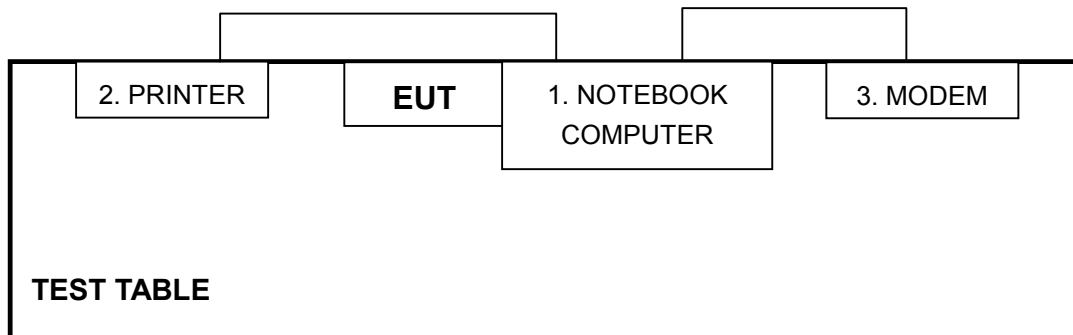 2. PRINTER
EUT
1. NOTEBOOK
COMPUTER
3. MODEM
TEST TABLE